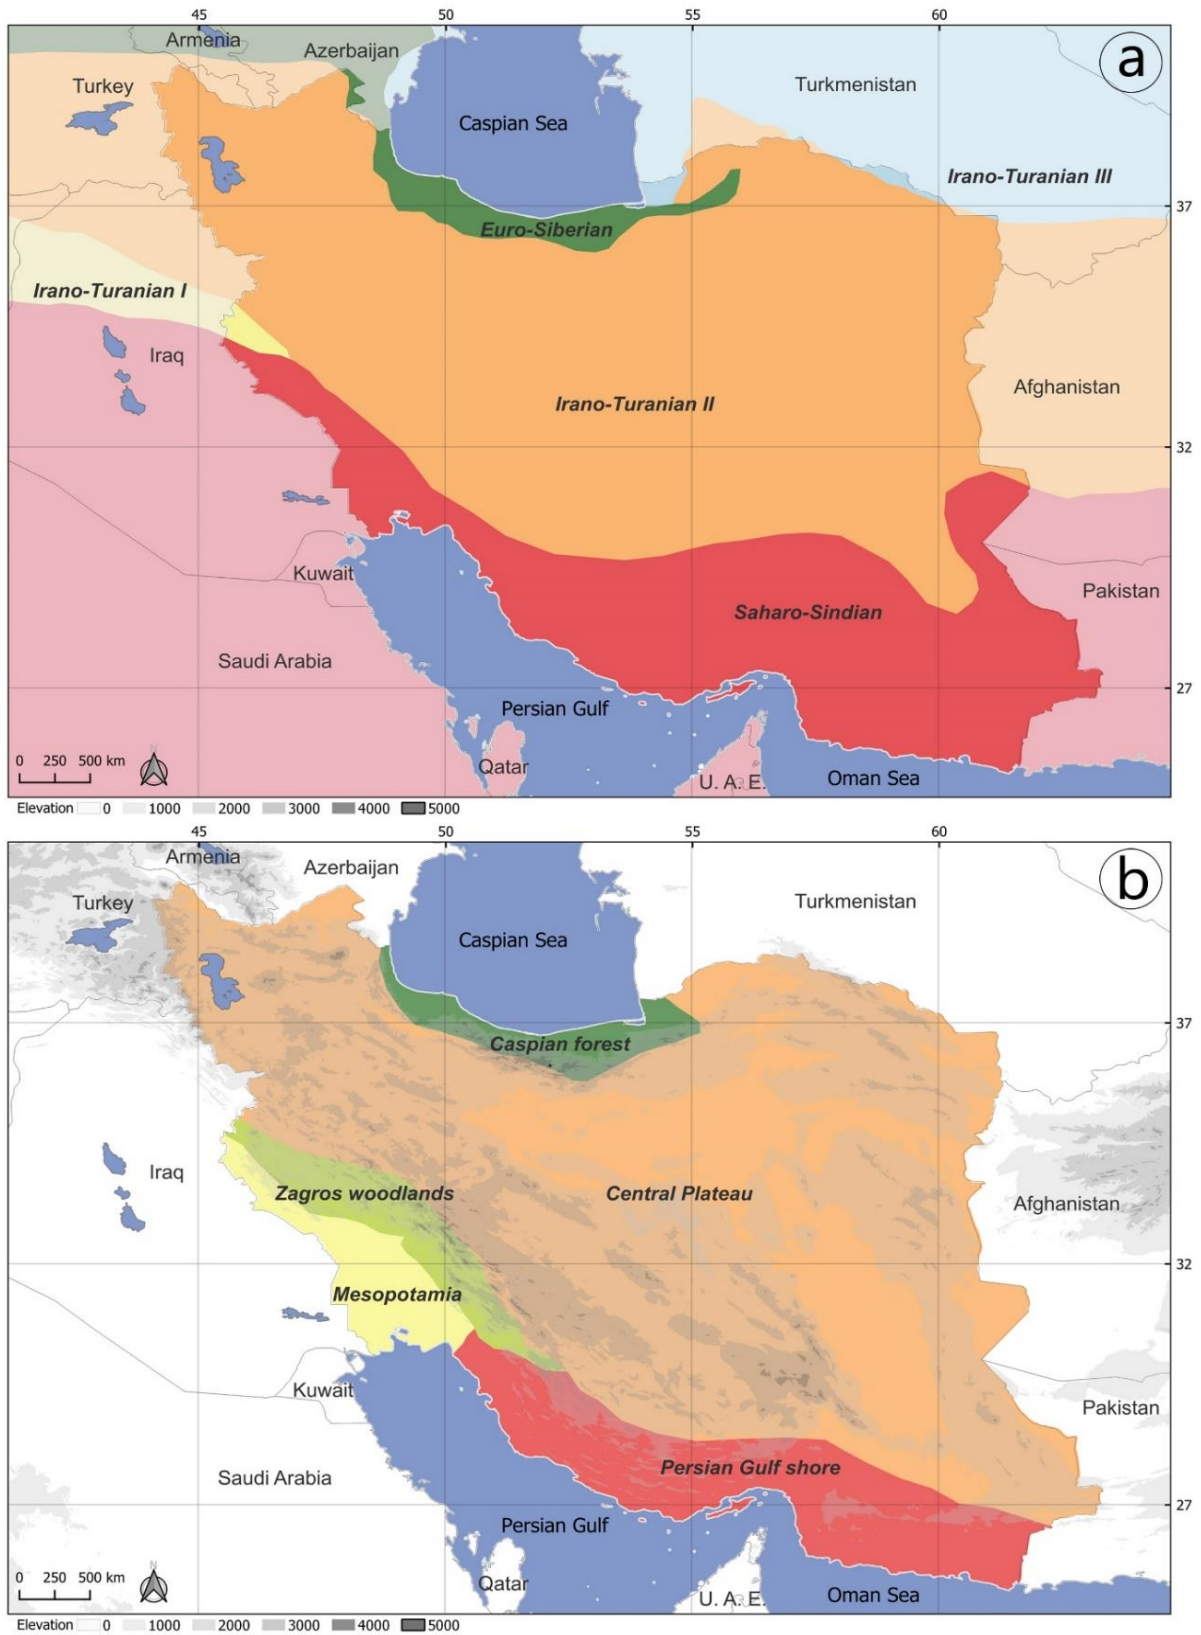 45 50 55 60
a
Armenia
Azerbaijan
Turkey
Caspian Sea
Turkmenistan
Irano-Turanian III
37
Euro-Siberian
Irano-Turanian I
Iraq
Afghanistan
Irano-Turanian II
32
Kuwait
Pakistan
Saharo-Sindian
Saudi Arabia
27
Persian Gulf
Qatar
U. A. E.
Oman Sea
0 250 500 km
N
Elevation 0 1000 2000 3000 4000 5000
45 50 55 60
b
Armenia
Azerbaijan
Turkey
Caspian Sea
Turkmenistan
37
Caspian forest
Iraq
Zagros woodlands
Central Plateau
Afghanistan
32
Mesopotamia
Kuwait
Pakistan
Saudi Arabia
Persian Gulf shore
27
Persian Gulf
Qatar
U. A. E.
Oman Sea
0 250 500 km
N
Elevation 0 1000 2000 3000 4000 5000